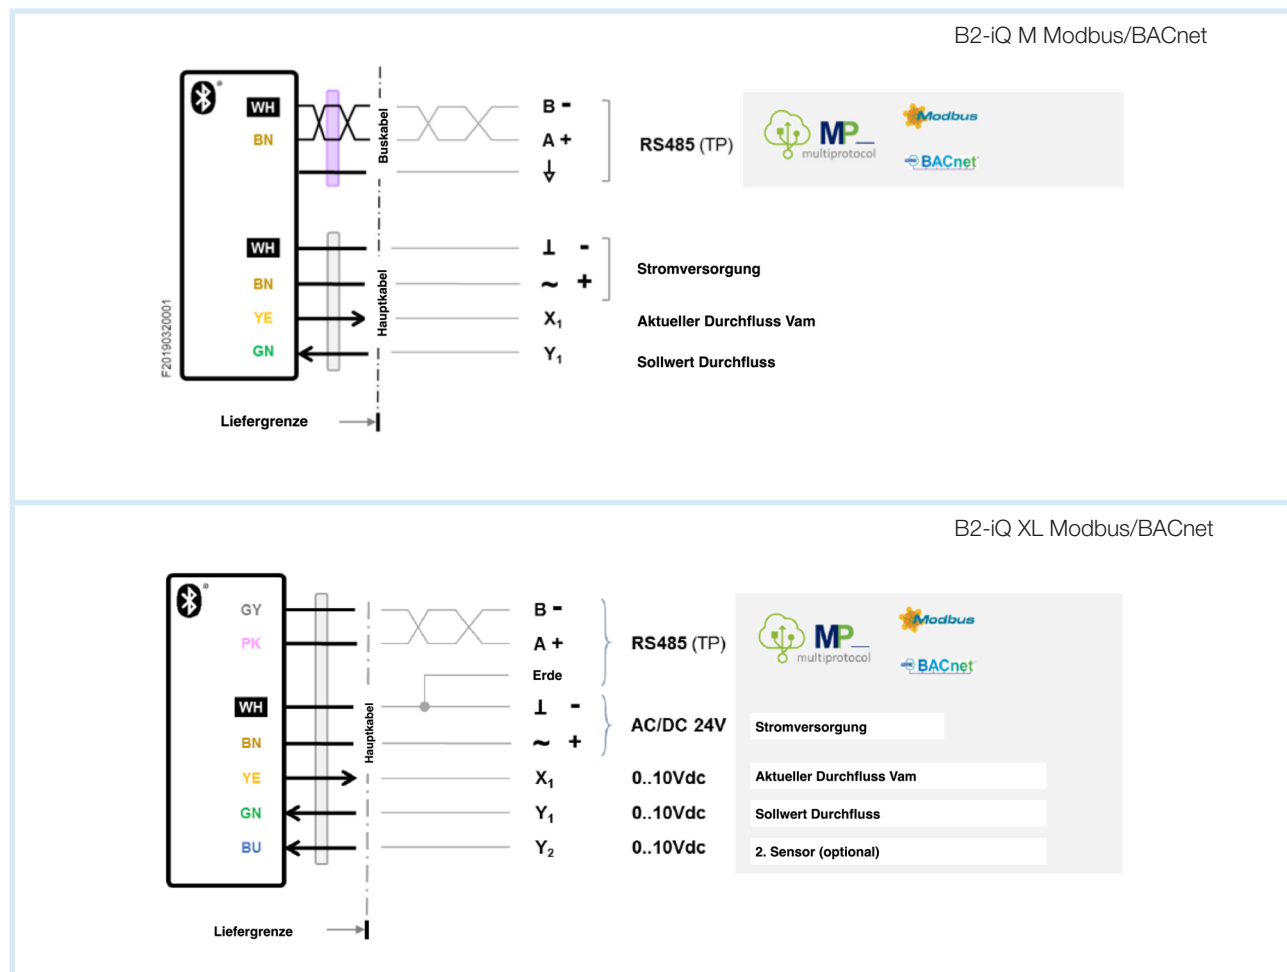 B2-iQ M Modbus/BACnet
WH
BN
Buskabel
B -
A +
RS485 (TP)
MP
multiprotocol
Modbus
BACnet
WH
BN
YE
GN
Hauptkabel
⊥ -
~ +
X₁
Y₁
Stromversorgung
Aktueller Durchfluss Vam
Sollwert Durchfluss
F20190320001
Liefergrenze
B2-iQ XL Modbus/BACnet
GY
PK
WH
BN
YE
GN
BU
Hauptkabel
B -
A +
Erde
⊥ -
~ +
X₁
Y₁
Y₂
RS485 (TP)
AC/DC 24V
0..10Vdc
0..10Vdc
0..10Vdc
MP
multiprotocol
Modbus
BACnet
Stromversorgung
Aktueller Durchfluss Vam
Sollwert Durchfluss
2. Sensor (optional)
Liefergrenze